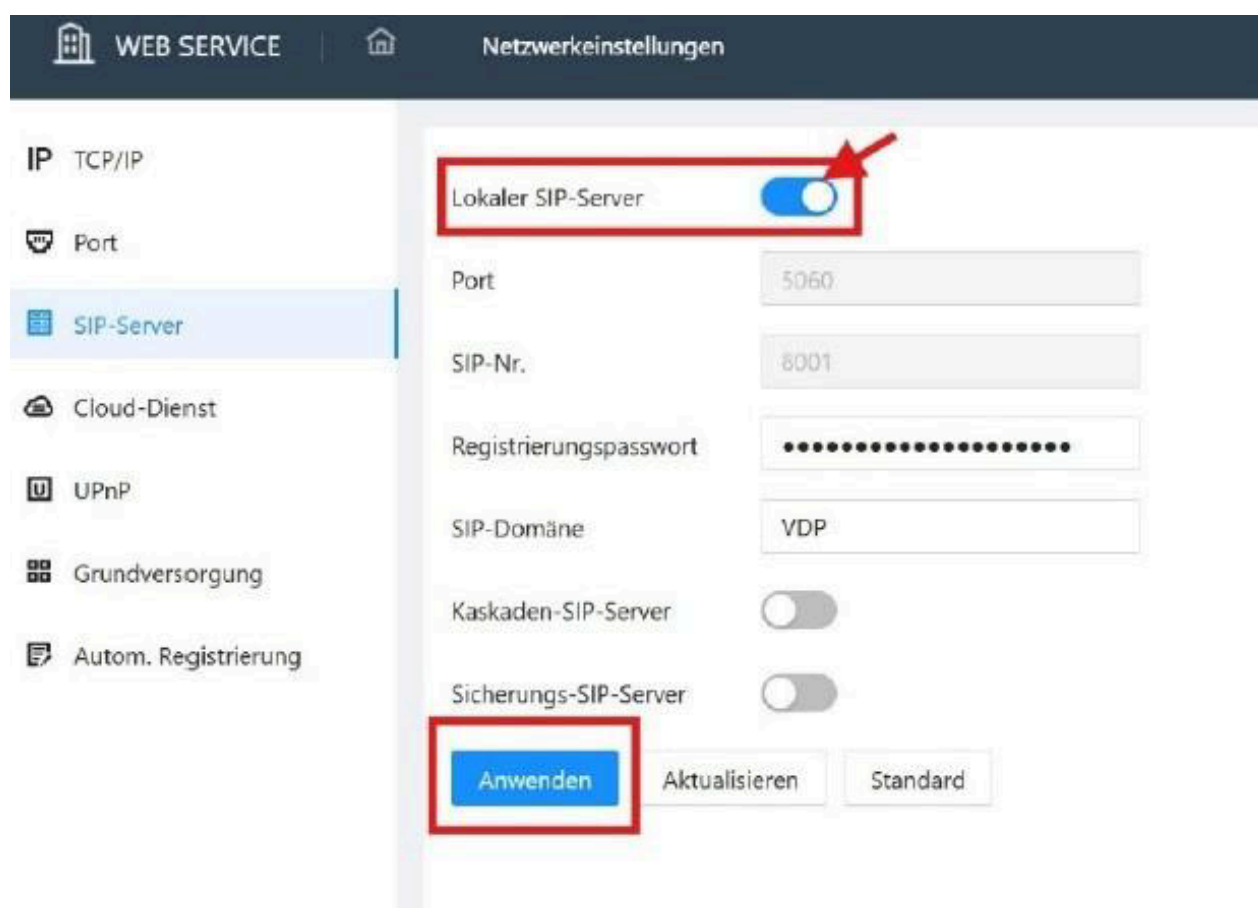 WEB SERVICE
Netzwerkeinstellungen
IP TCP/IP
Port
SIP-Server
Cloud-Dienst
U UPnP
Grundversorgung
Autom. Registrierung
Lokaler SIP-Server
Port 5060
SIP-Nr. 8001
Registrierungspasswort ••••••••••••••••••••
SIP-Domäne VDP
Kaskaden-SIP-Server
Sicherungs-SIP-Server
Anwenden Aktualisieren Standard